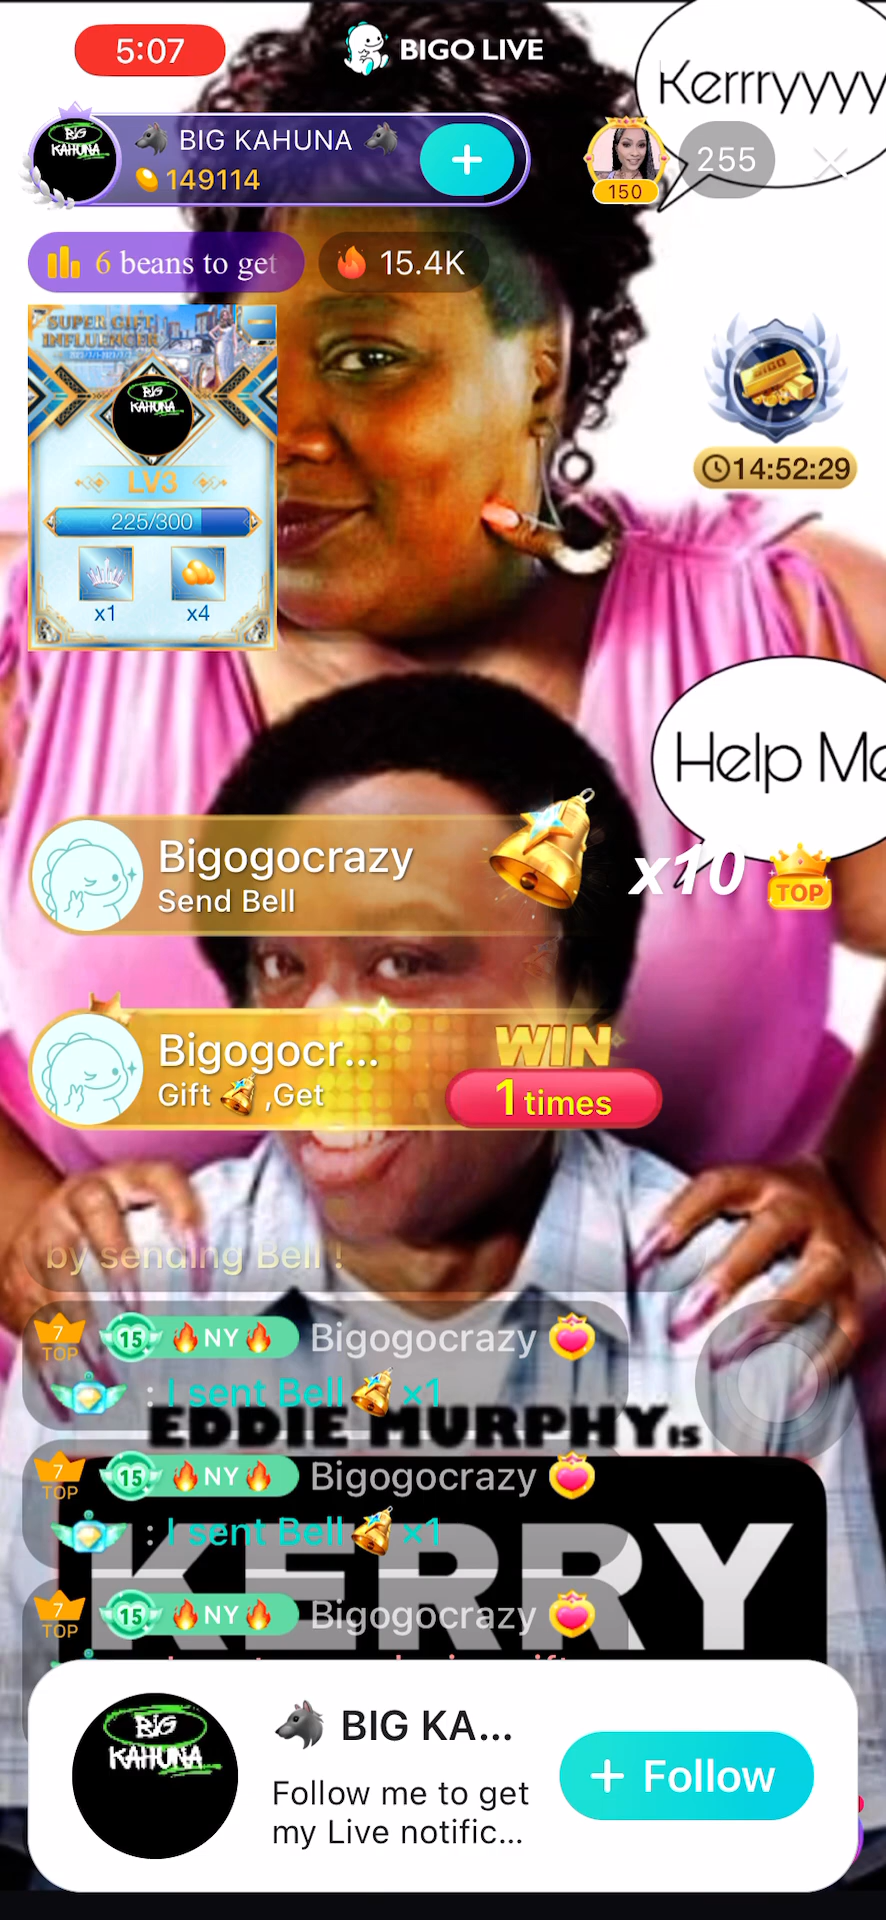 5:07
BIGO LIVE
Kerrryyyy
BIG KAHUNA
BIG KAHUNA
149114
150
255
6 beans to get
15.4K
SUPER GIFT
INFLUENCER
BIG
KAHUNA
LV3
225/300
x1
x4
BIGO
14:52:29
Help Me
Bigogocrazy
Send Bell
x10
TOP
Bigogocr...
Gift ,Get
WIN
1 times
by sending Bell !
7
TOP
15
NY
Bigogocrazy
: I sent Bell x1
EDDIE MURPHY IS
7
TOP
15
NY
Bigogocrazy
: I sent Bell x1
KERRY
7
TOP
15
NY
Bigogocrazy
BIG
KAHUNA
BIG KA...
Follow me to get
my Live notific...
+ Follow